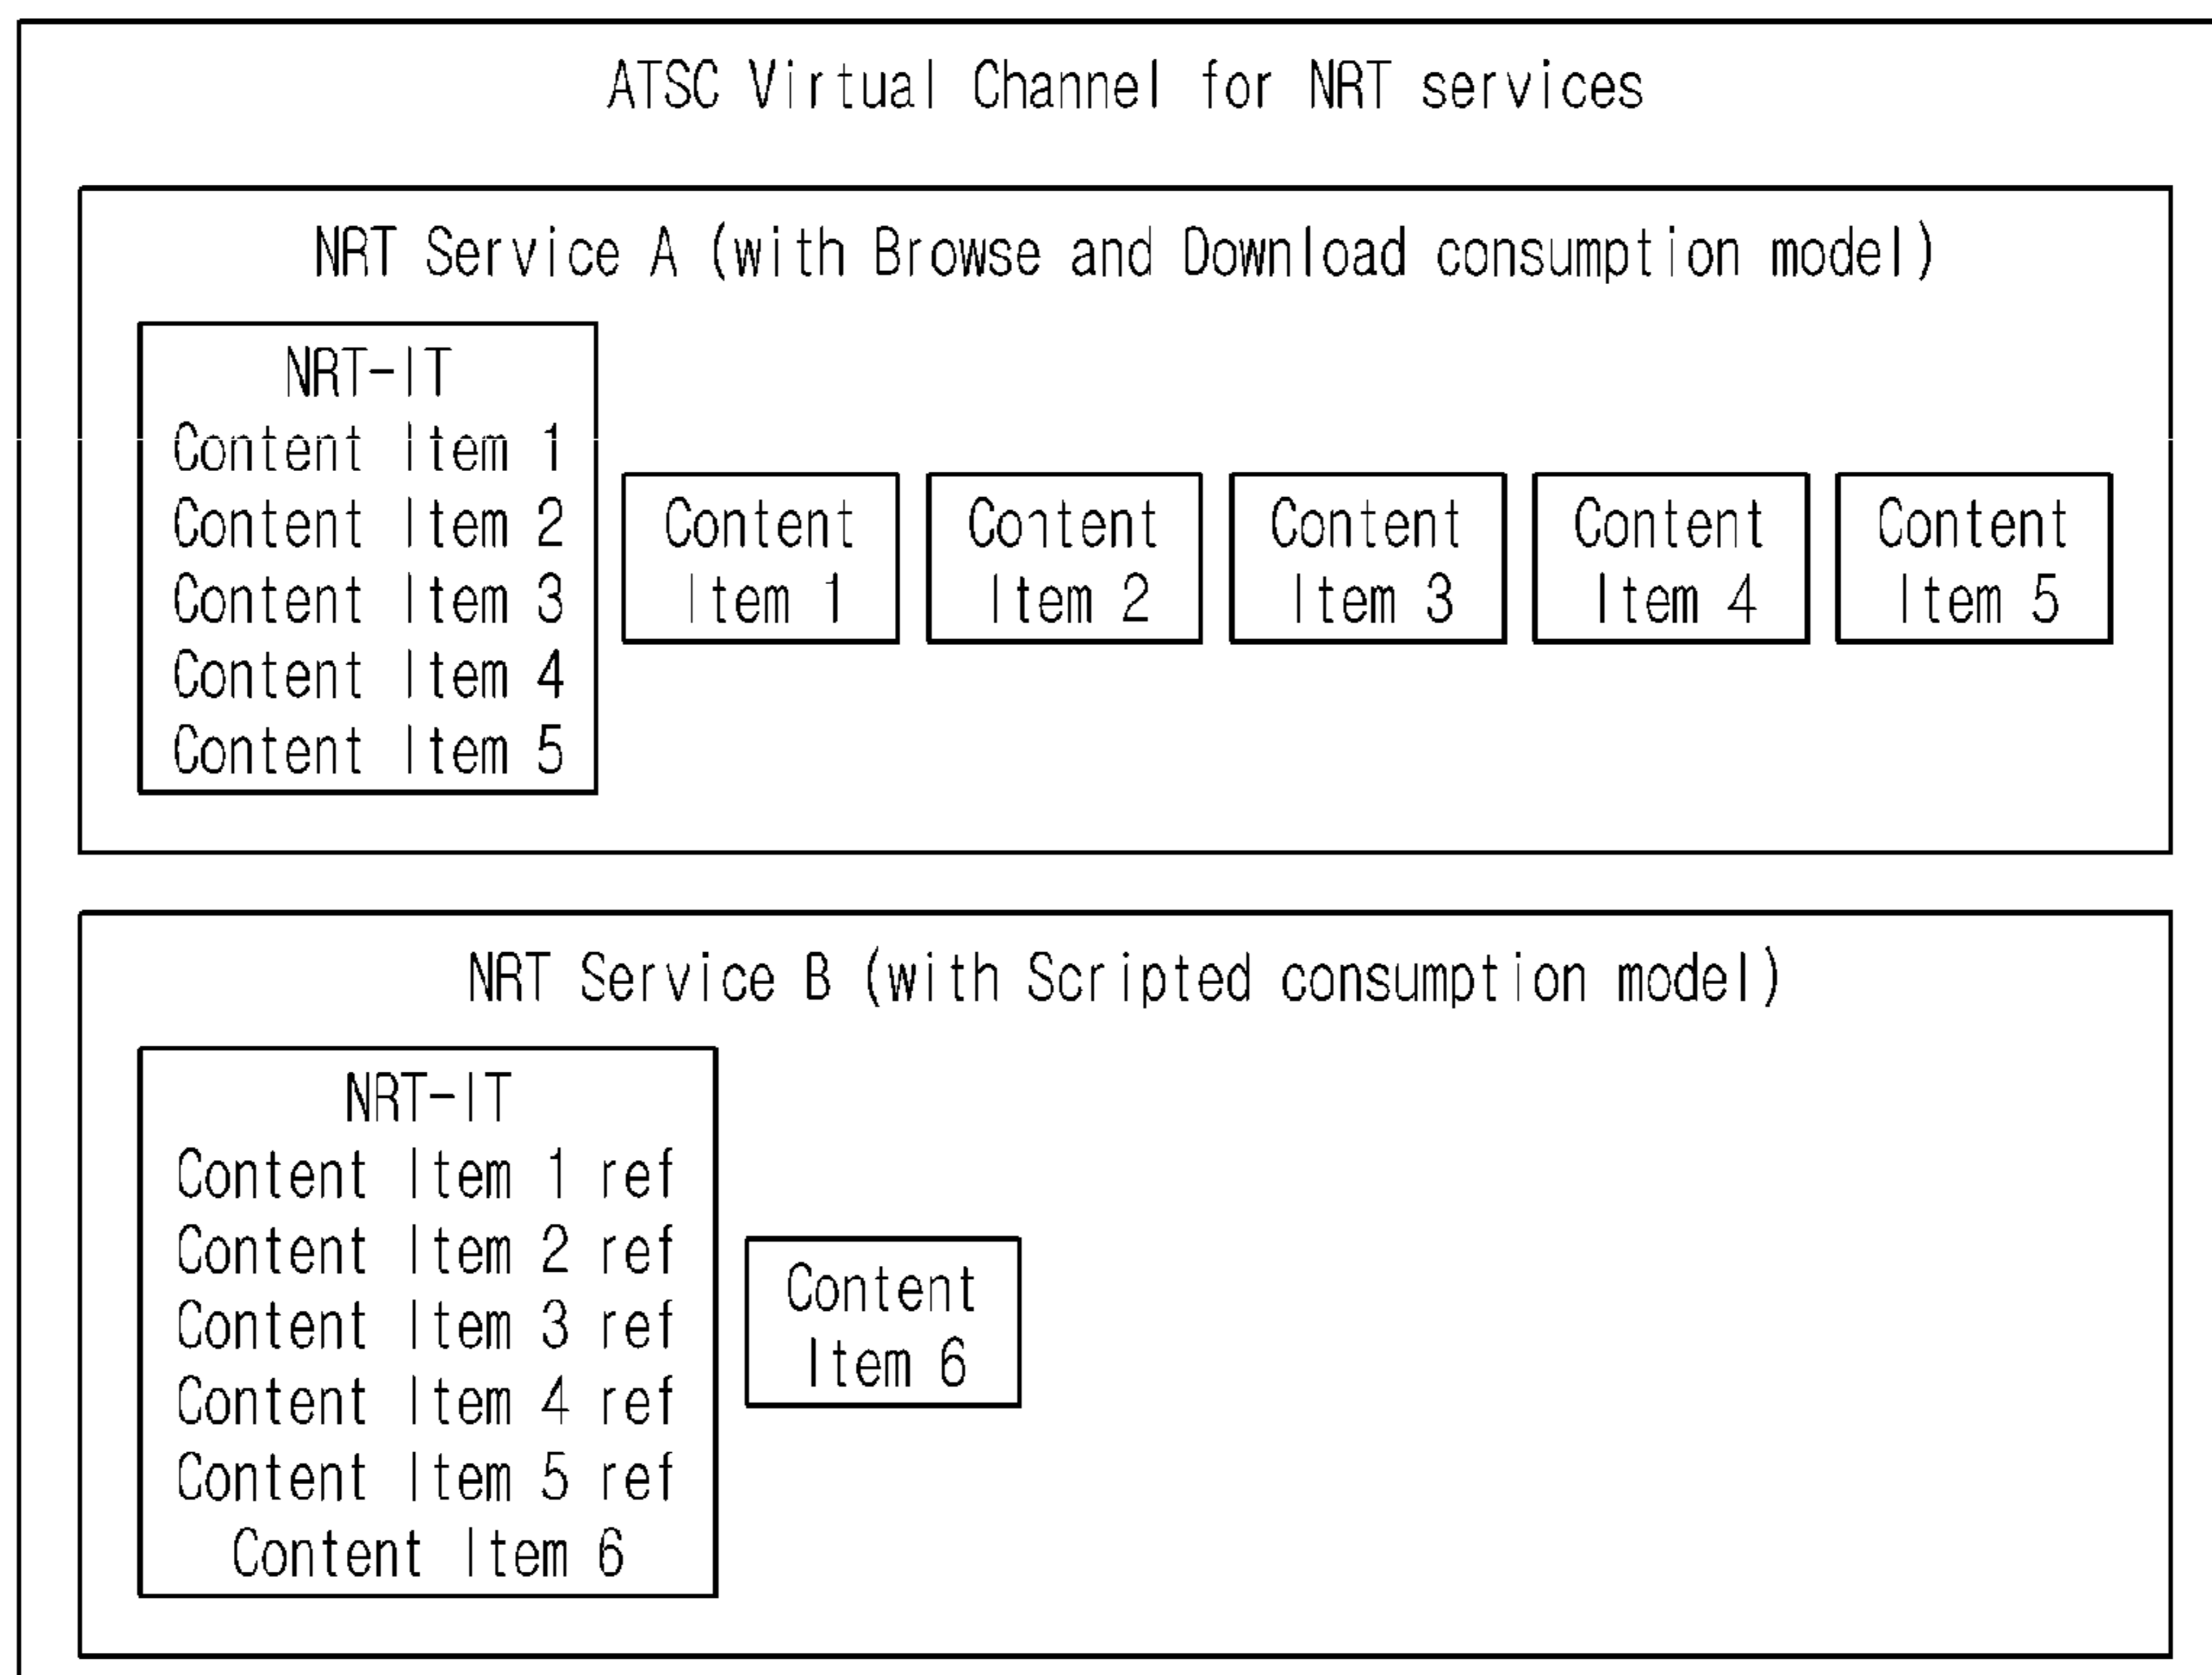 ATSC Virtual Channel for NRT services
NRT Service A (with Browse and Download consumption model)
NRT-IT
Content Item 1
Content Item 2
Content Item 3
Content Item 4
Content Item 5
Content
Item 1
Content
Item 2
Content
Item 3
Content
Item 4
Content
Item 5
NRT Service B (with Scripted consumption model)
NRT-IT
Content Item 1 ref
Content Item 2 ref
Content Item 3 ref
Content Item 4 ref
Content Item 5 ref
Content Item 6
Content
Item 6